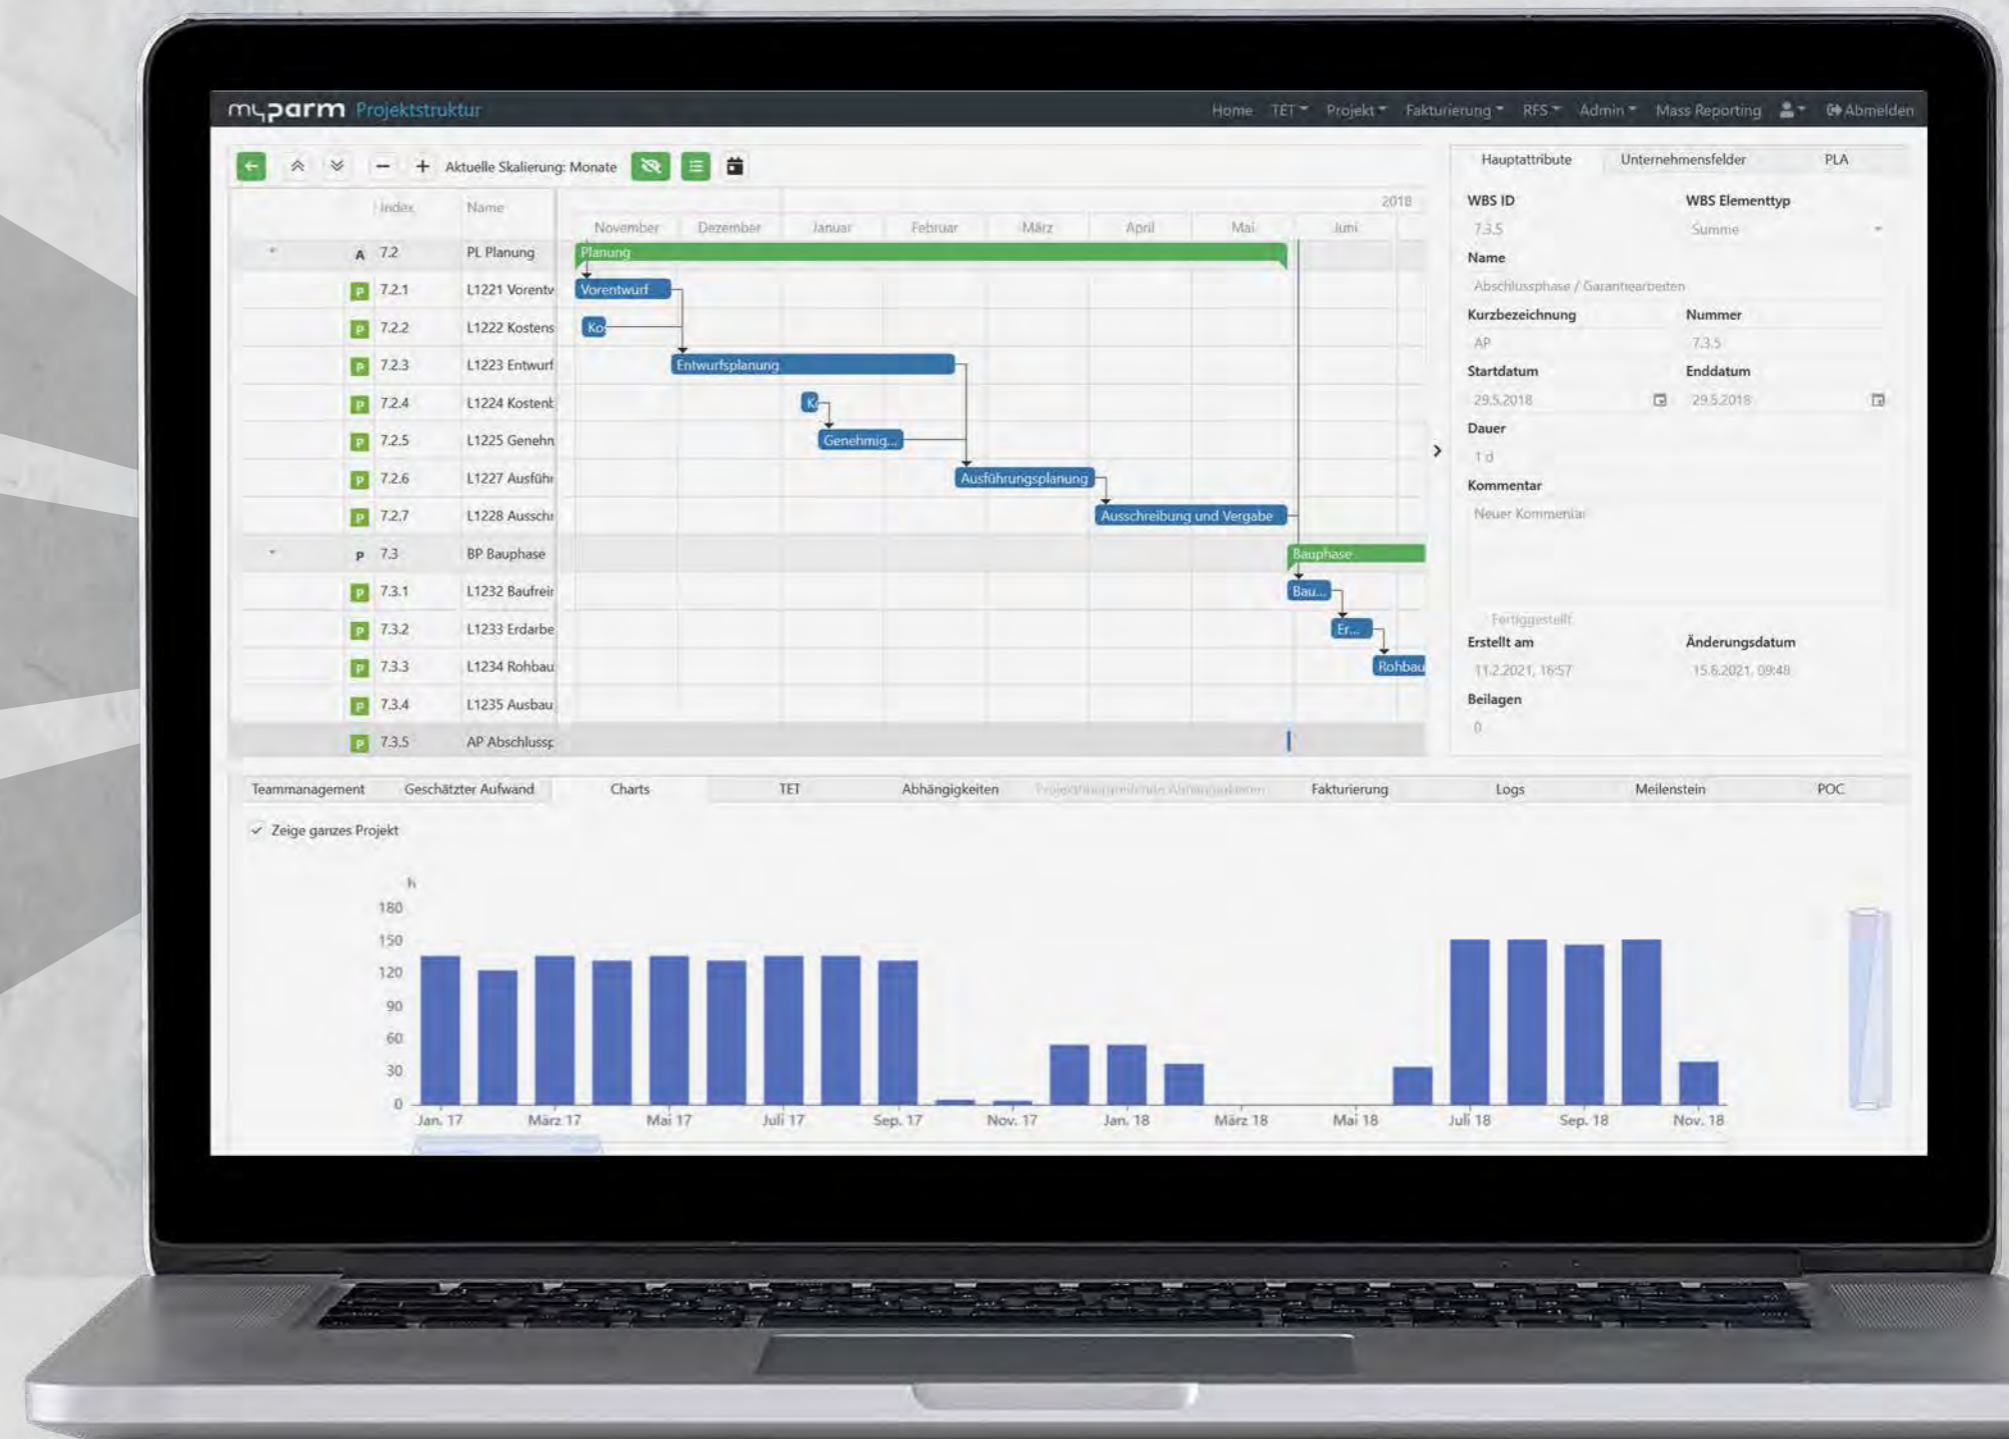 myparm Projektstruktur
Home TET Projekt Fakturierung RFS Admin Mass Reporting Abmelden
Aktuelle Skalierung: Monate
Index Name
2018
November Dezember Januar Februar März April Mai Juni
A 7.2 PL Planung Planung
P 7.2.1 L1221 Vorentw Vorentwurf
P 7.2.2 L1222 Kostens Ko
P 7.2.3 L1223 Entwurf Entwurfsplanung
P 7.2.4 L1224 Kostenb K
P 7.2.5 L1225 Genehm Genehmig...
P 7.2.6 L1227 Ausführ Ausführungsplanung
P 7.2.7 L1228 Ausschr Ausschreibung und Vergabe
P 7.3 BP Bauphase Bauphase
P 7.3.1 L1232 Baufrei Bau...
P 7.3.2 L1233 Erdarbe Er...
P 7.3.3 L1234 Rohbau Rohbau
P 7.3.4 L1235 Ausbau
P 7.3.5 AP Abschlussp
Hauptattribute Unternehmensfelder PLA
WBS ID WBS Elementtyp
7.3.5 Summe
Name
Abschlussphase / Garantiearbeiten
Kurzbezeichnung Nummer
AP 7.3.5
Startdatum Enddatum
29.5.2018 29.5.2018
Dauer
1 d
Kommentar
Neuer Kommentar
Fertiggestellt
Erstellt am Änderungsdatum
11.2.2021, 16:57 15.6.2021, 09:48
Beilagen
0
Teammanagement Geschätzter Aufwand Charts TET Abhängigkeiten Projektübergreifende Abhängigkeiten Fakturierung Logs Meilenstein POC
Zeige ganzes Projekt
h
180
150
120
90
60
30
0
Jan. 17 März 17 Mai 17 Juli 17 Sep. 17 Nov. 17 Jan. 18 März 18 Mai 18 Juli 18 Sep. 18 Nov. 18